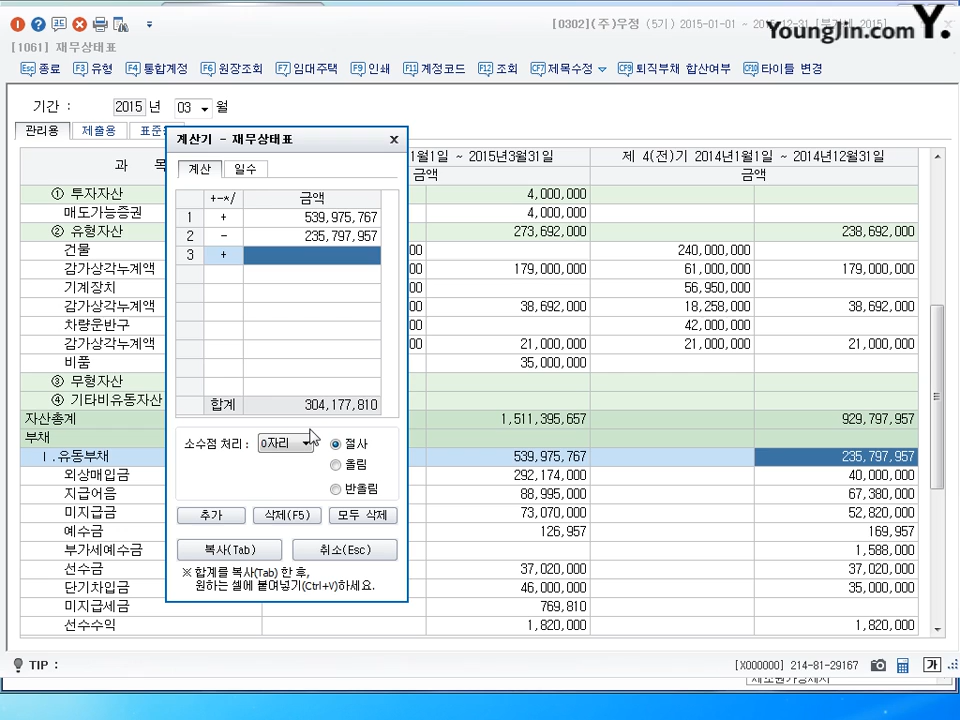 [0302](주)우정 (5기) 2015-01-01 ~ 2015-12-31 [부가세 2015]
YoungJin.com Y.
[1061] 재무상태표
Esc 종료 F3 유형 F4 통합계정 F6 원장조회 F7 임대주택 F9 인쇄 F11 계정코드 F12 조회 CF7 제목수정 CF9 퇴직부채 합산여부 CF10 타이틀 변경
기간 : 2015 년 03 월
관리용 제출용 표준
과 목 1월1일 ~ 2015년3월31일 제 4(전)기 2014년1월1일 ~ 2014년12월31일
금액 금액
① 투자자산 4,000,000
매도가능증권 4,000,000
② 유형자산 273,692,000 238,692,000
건물 00 240,000,000
감가상각누계액 00 179,000,000 61,000,000 179,000,000
기계장치 00 56,950,000
감가상각누계액 00 38,692,000 18,258,000 38,692,000
차량운반구 00 42,000,000
감가상각누계액 00 21,000,000 21,000,000 21,000,000
비품 35,000,000
③ 무형자산
④ 기타비유동자산
자산총계 1,511,395,657 929,797,957
부채
Ⅰ.유동부채 539,975,767 235,797,957
외상매입금 292,174,000 40,000,000
지급어음 88,995,000 67,380,000
미지급금 73,070,000 52,820,000
예수금 126,957 169,957
부가세예수금 1,588,000
선수금 37,020,000 37,020,000
단기차입금 46,000,000 35,000,000
미지급세금 769,810
선수수익 1,820,000 1,820,000
계산기 - 재무상태표 x
계산 일수
+-*/ 금액
1 + 539,975,767
2 - 235,797,957
3 +
합계 304,177,810
소수점 처리 : 0자리 절사
올림
반올림
추가 삭제(F5) 모두 삭제
복사(Tab) 취소(Esc)
※ 합계를 복사(Tab) 한 후,
원하는 셀에 붙여넣기(Ctrl+V)하세요.
TIP : [X000000] 214-81-29167 가